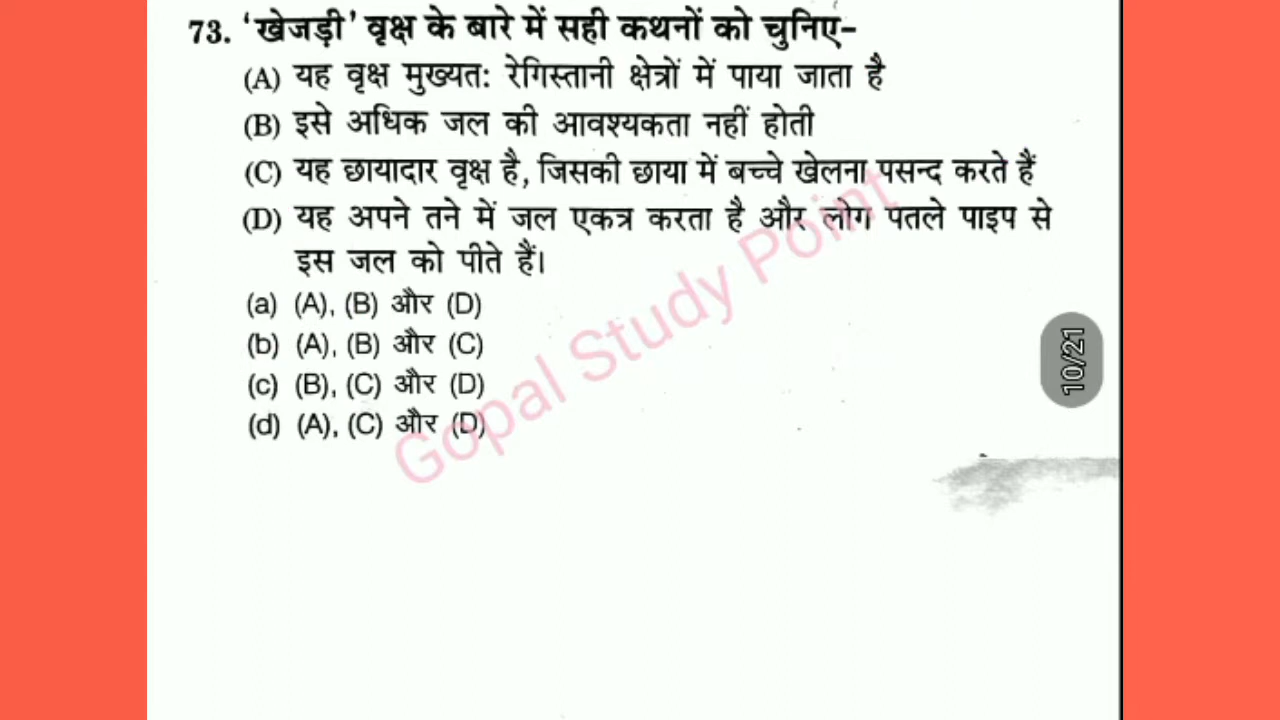 73. 'खेजड़ी' वृक्ष के बारे में सही कथनों को चुनिए-
(A) यह वृक्ष मुख्यतः रेगिस्तानी क्षेत्रों में पाया जाता है
(B) इसे अधिक जल की आवश्यकता नहीं होती
(C) यह छायादार वृक्ष है, जिसकी छाया में बच्चे खेलना पसन्द करते हैं
(D) यह अपने तने में जल एकत्र करता है और लोग पतले पाइप से
इस जल को पीते हैं।
(a) (A), (B) और (D)
(b) (A), (B) और (C)
(c) (B), (C) और (D)
(d) (A), (C) और (D)
Gopal Study Point
10/21